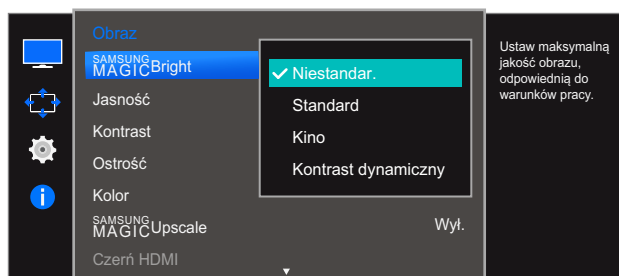 Obraz
SAMSUNG
MAGICBright
Jasność
Kontrast
Ostrość
Kolor
SAMSUNG
MAGICUpscale
Wył.
Czerń HDMI
Niestandar.
Standard
Kino
Kontrast dynamiczny
Ustaw maksymalną
jakość obrazu,
odpowiednią do
warunków pracy.